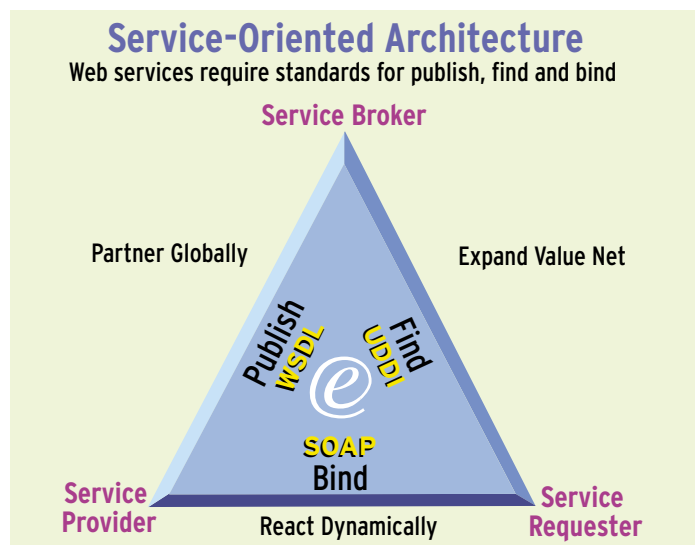 Service-Oriented Architecture
Web services require standards for publish, find and bind
Service Broker
Partner Globally
Expand Value Net
Publish
WSDL
Find
UDDI
e
SOAP
Bind
Service
Provider
Service
Requester
React Dynamically